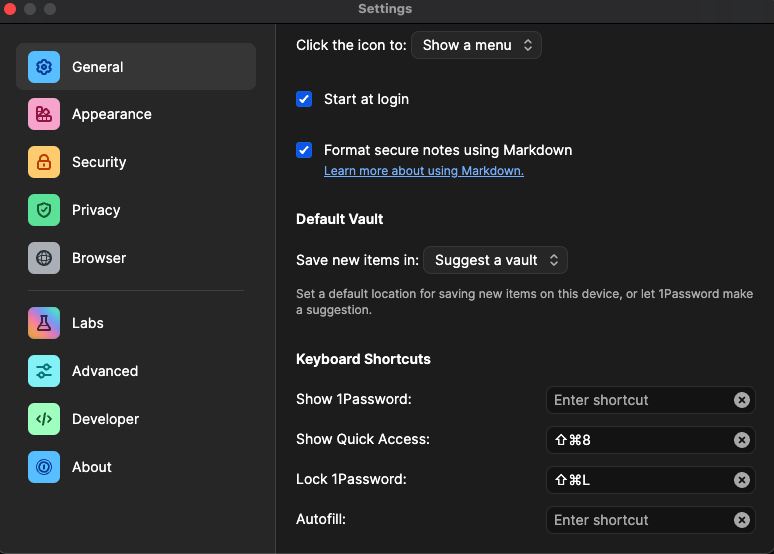 Settings
General
Appearance
Security
Privacy
Browser
Labs
Advanced
Developer
About
Click the icon to: Show a menu
Start at login
Format secure notes using Markdown
Learn more about using Markdown.
Default Vault
Save new items in: Suggest a vault
Set a default location for saving new items on this device, or let 1Password make
a suggestion.
Keyboard Shortcuts
Show 1Password: Enter shortcut
Show Quick Access: ⇧⌘8
Lock 1Password: ⇧⌘L
Autofill: Enter shortcut